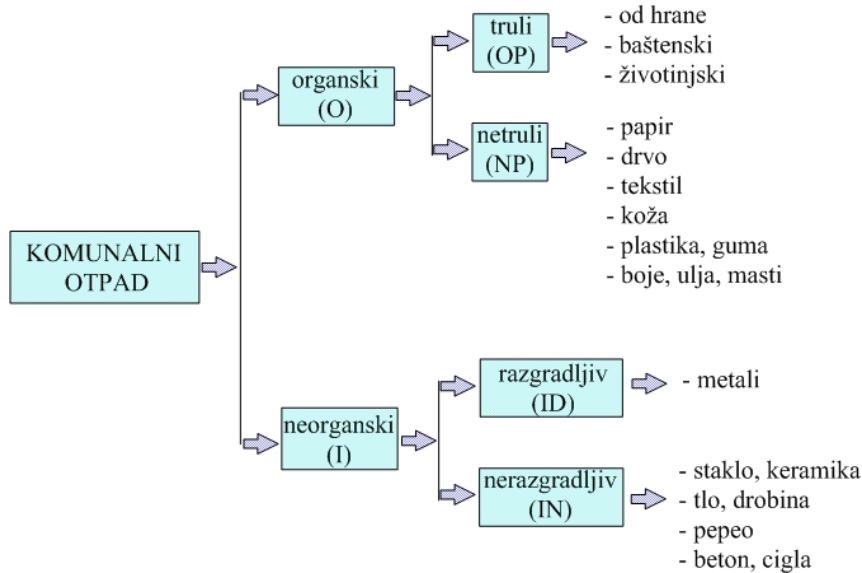 KOMUNALNI
OTPAD
organski
(O)
truli
(OP)
- od hrane
- baštenski
- životinjski
netruli
(NP)
- papir
- drvo
- tekstil
- koža
- plastika, guma
- boje, ulja, masti
neorganski
(I)
razgradljiv
(ID)
- metali
nerazgradljiv
(IN)
- staklo, keramika
- tlo, drobina
- pepeo
- beton, cigla